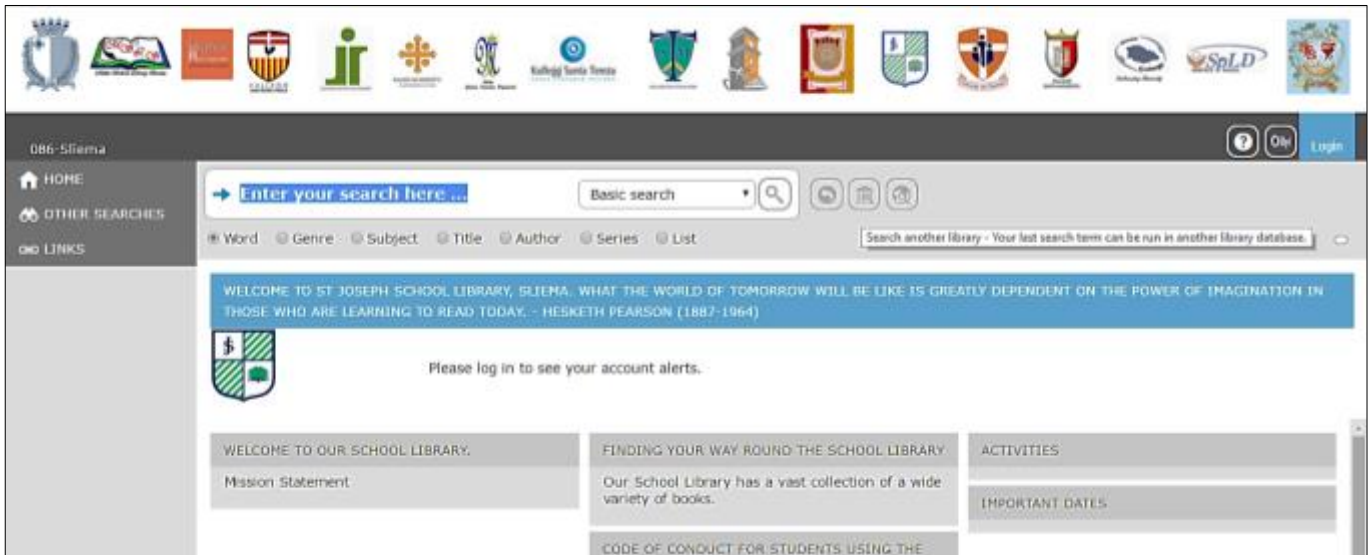 Kulleġġ Santa Tereża
SpLD
086-Sliema
?
Login
HOME
OTHER SEARCHES
LINKS
Enter your search here ...
Basic search
Word Genre Subject Title Author Series List
Search another library - Your last search term can be run in another library database.
WELCOME TO ST JOSEPH SCHOOL LIBRARY, SLIEMA. WHAT THE WORLD OF TOMORROW WILL BE LIKE IS GREATLY DEPENDENT ON THE POWER OF IMAGINATION IN
THOSE WHO ARE LEARNING TO READ TODAY. - HESKETH PEARSON (1887-1964)
Please log in to see your account alerts.
WELCOME TO OUR SCHOOL LIBRARY.
Mission Statement
FINDING YOUR WAY ROUND THE SCHOOL LIBRARY
Our School Library has a vast collection of a wide
variety of books.
CODE OF CONDUCT FOR STUDENTS USING THE
ACTIVITIES
IMPORTANT DATES